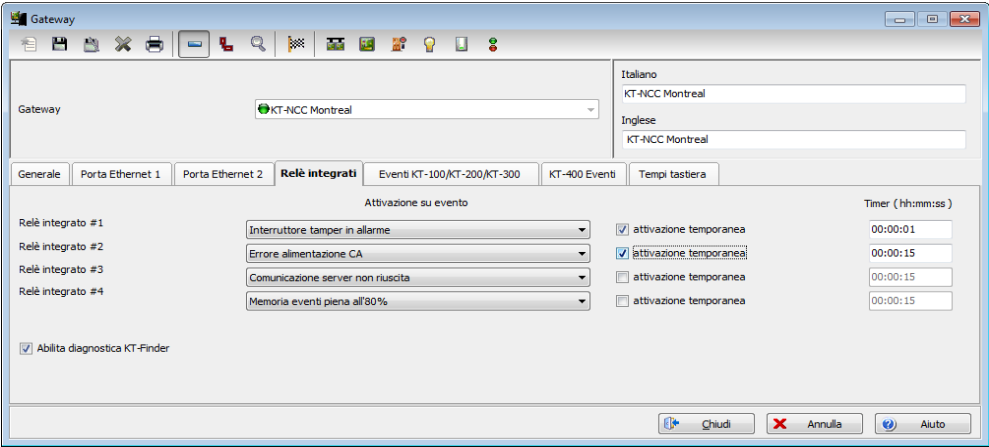 Gateway
Gateway
KT-NCC Montreal
Italiano
KT-NCC Montreal
Inglese
KT-NCC Montreal
Generale Porta Ethernet 1 Porta Ethernet 2 Relè integrati Eventi KT-100/KT-200/KT-300 KT-400 Eventi Tempi tastiera
Attivazione su evento Timer ( hh:mm:ss )
Relè integrato #1 Interruttore tamper in allarme attivazione temporanea 00:00:01
Relè integrato #2 Errore alimentazione CA attivazione temporanea 00:00:15
Relè integrato #3 Comunicazione server non riuscita attivazione temporanea 00:00:15
Relè integrato #4 Memoria eventi piena all'80% attivazione temporanea 00:00:15
Abilita diagnostica KT-Finder
Chiudi Annulla Aiuto